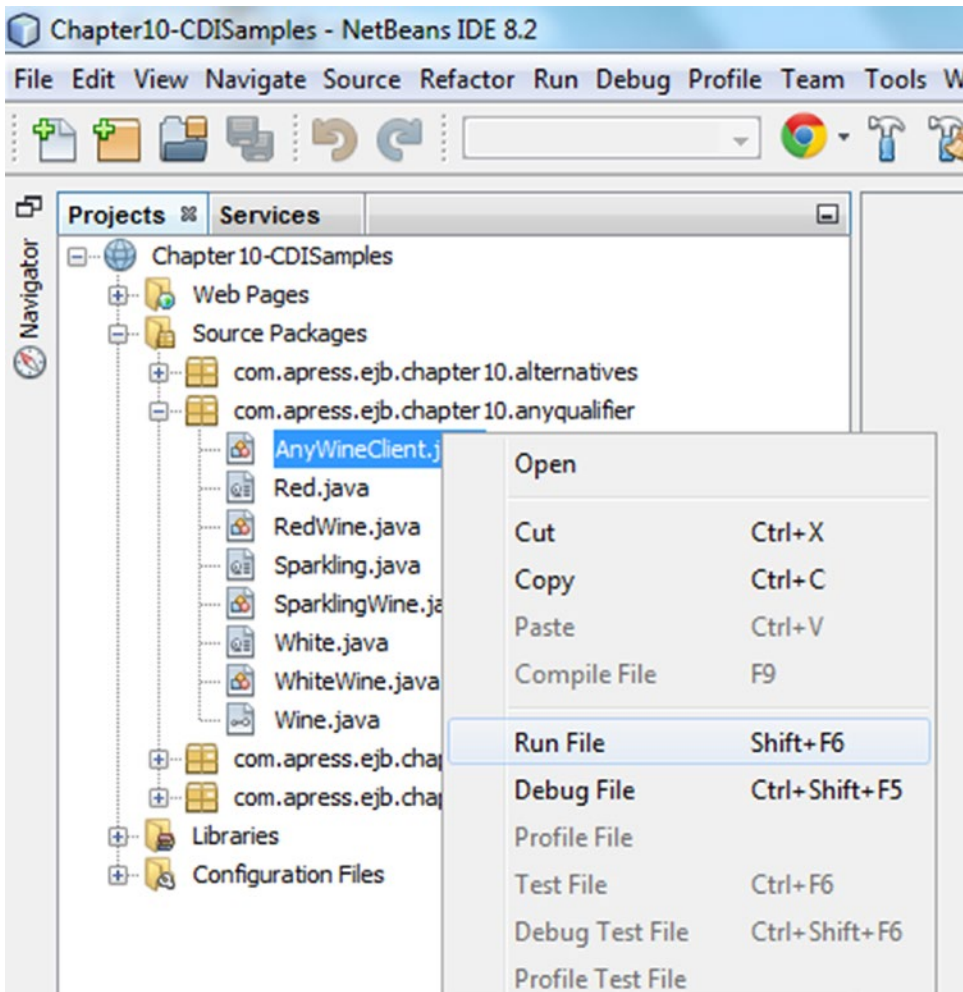 Chapter10-CDISamples - NetBeans IDE 8.2
File Edit View Navigate Source Refactor Run Debug Profile Team Tools W
Projects Services
Navigator
Chapter10-CDISamples
Web Pages
Source Packages
com.apress.ejb.chapter10.alternatives
com.apress.ejb.chapter10.anyqualifier
AnyWineClient.j
Red.java
RedWine.java
Sparkling.java
SparklingWine.ja
White.java
WhiteWine.java
Wine.java
com.apress.ejb.cha
com.apress.ejb.cha
Libraries
Configuration Files
Open
Cut Ctrl+X
Copy Ctrl+C
Paste Ctrl+V
Compile File F9
Run File Shift+F6
Debug File Ctrl+Shift+F5
Profile File
Test File Ctrl+F6
Debug Test File Ctrl+Shift+F6
Profile Test File